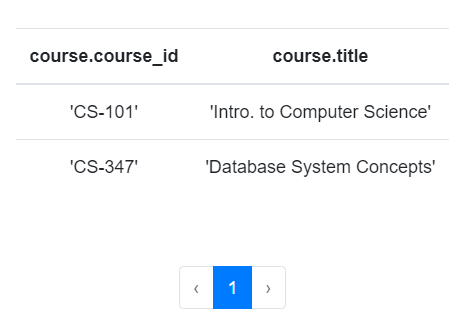 course.course_id course.title
'CS-101' 'Intro. to Computer Science'
'CS-347' 'Database System Concepts'
‹ 1 ›